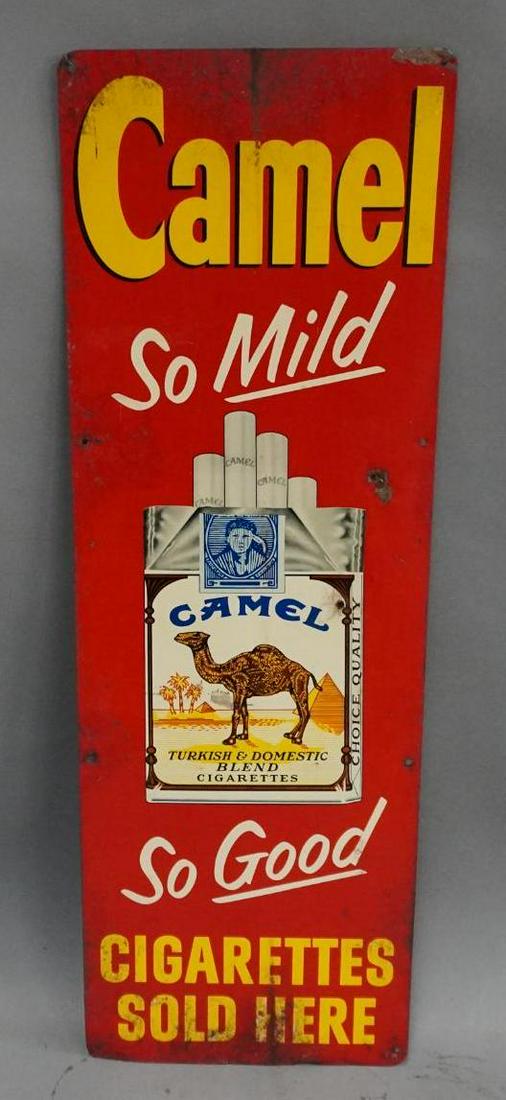 Camel
So Mild
CAMEL
CAMEL
CAMEL
CAMEL
CHOICE QUALITY
TURKISH & DOMESTIC
BLEND
CIGARETTES
So Good
CIGARETTES
SOLD HERE